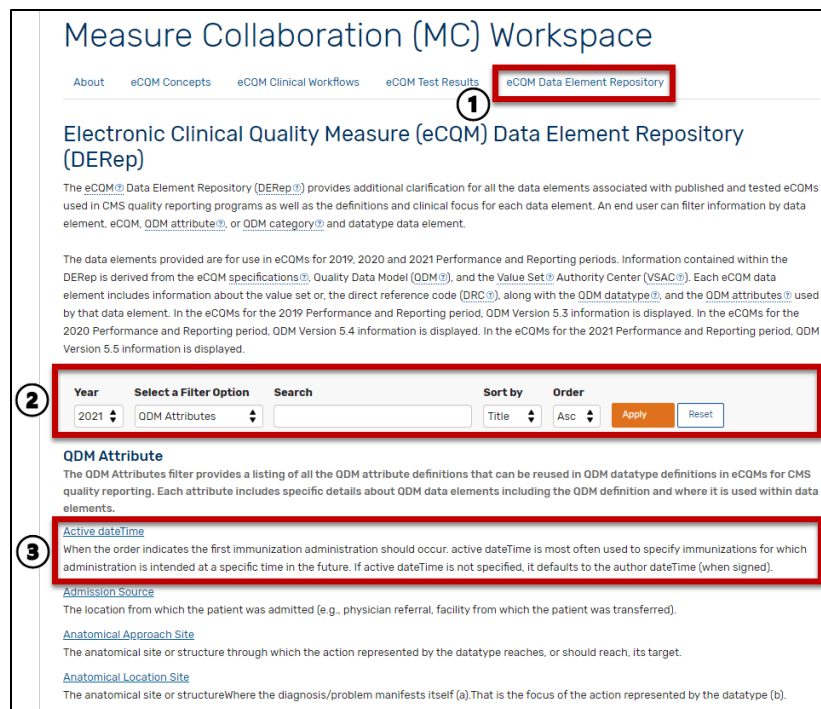 Measure Collaboration (MC) Workspace
About eCQM Concepts eCQM Clinical Workflows eCQM Test Results eCQM Data Element Repository
1
Electronic Clinical Quality Measure (eCQM) Data Element Repository
(DERep)
The eCQM Data Element Repository (DERep) provides additional clarification for all the data elements associated with published and tested eCQMs
used in CMS quality reporting programs as well as the definitions and clinical focus for each data element. An end user can filter information by data
element, eCQM, QDM attribute, or QDM category and datatype data element.
The data elements provided are for use in eCQMs for 2019, 2020 and 2021 Performance and Reporting periods. Information contained within the
DERep is derived from the eCQM specifications, Quality Data Model (QDM), and the Value Set Authority Center (VSAC). Each eCQM data
element includes information about the value set or, the direct reference code (DRC), along with the QDM datatype, and the QDM attributes used
by that data element. In the eCQMs for the 2019 Performance and Reporting period, QDM Version 5.3 information is displayed. In the eCQMs for the
2020 Performance and Reporting period, QDM Version 5.4 information is displayed. In the eCQMs for the 2021 Performance and Reporting period, QDM
Version 5.5 information is displayed.
2
Year Select a Filter Option Search Sort by Order
2021 QDM Attributes Title Asc Apply Reset
QDM Attribute
The QDM Attributes filter provides a listing of all the QDM attribute definitions that can be reused in QDM datatype definitions in eCQMs for CMS
quality reporting. Each attribute includes specific details about QDM data elements including the QDM definition and where it is used within data
elements.
3
Active dateTime
When the order indicates the first immunization administration should occur. active dateTime is most often used to specify immunizations for which
administration is intended at a specific time in the future. If active dateTime is not specified, it defaults to the author dateTime (when signed).
Admission Source
The location from which the patient was admitted (e.g., physician referral, facility from which the patient was transferred).
Anatomical Approach Site
The anatomical site or structure through which the action represented by the datatype reaches, or should reach, its target.
Anatomical Location Site
The anatomical site or structureWhere the diagnosis/problem manifests itself (a).That is the focus of the action represented by the datatype (b).